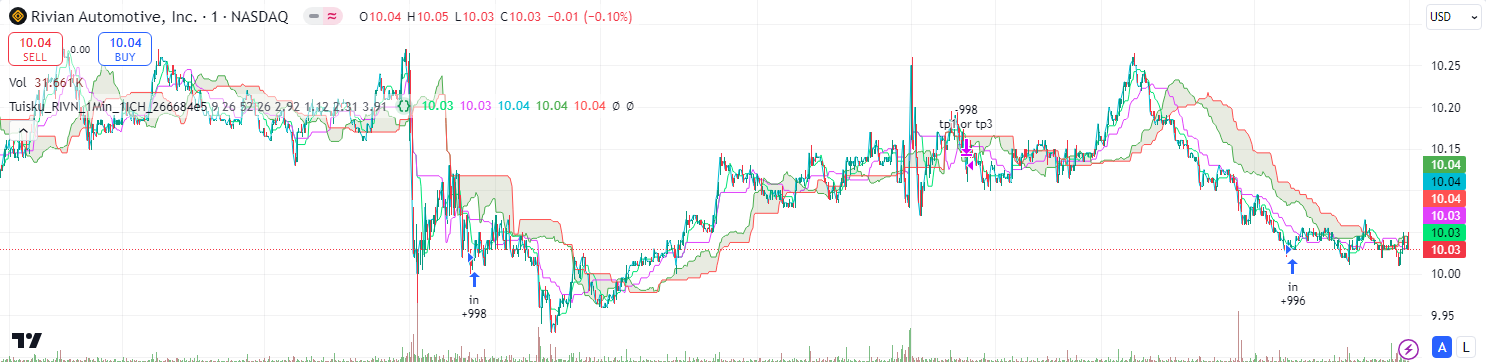 Rivian Automotive, Inc. · 1 · NASDAQ O10.04 H10.05 L10.03 C10.03 −0.01 (−0.10%)
USD
10.04 SELL
0.00
10.04 BUY
Vol 31.661K
Tuisku_RIVN_1Min_1ICH_266684e5 9 26 52 26 2.92 1.12 2.31 3.91 10.03 10.03 10.04 10.04 10.04 Ø Ø
-998
tp1 or tp3
in
+998
in
+996
10.25
10.20
10.15
10.04
10.04
10.04
10.03
10.03
10.03
10.00
9.95
A L